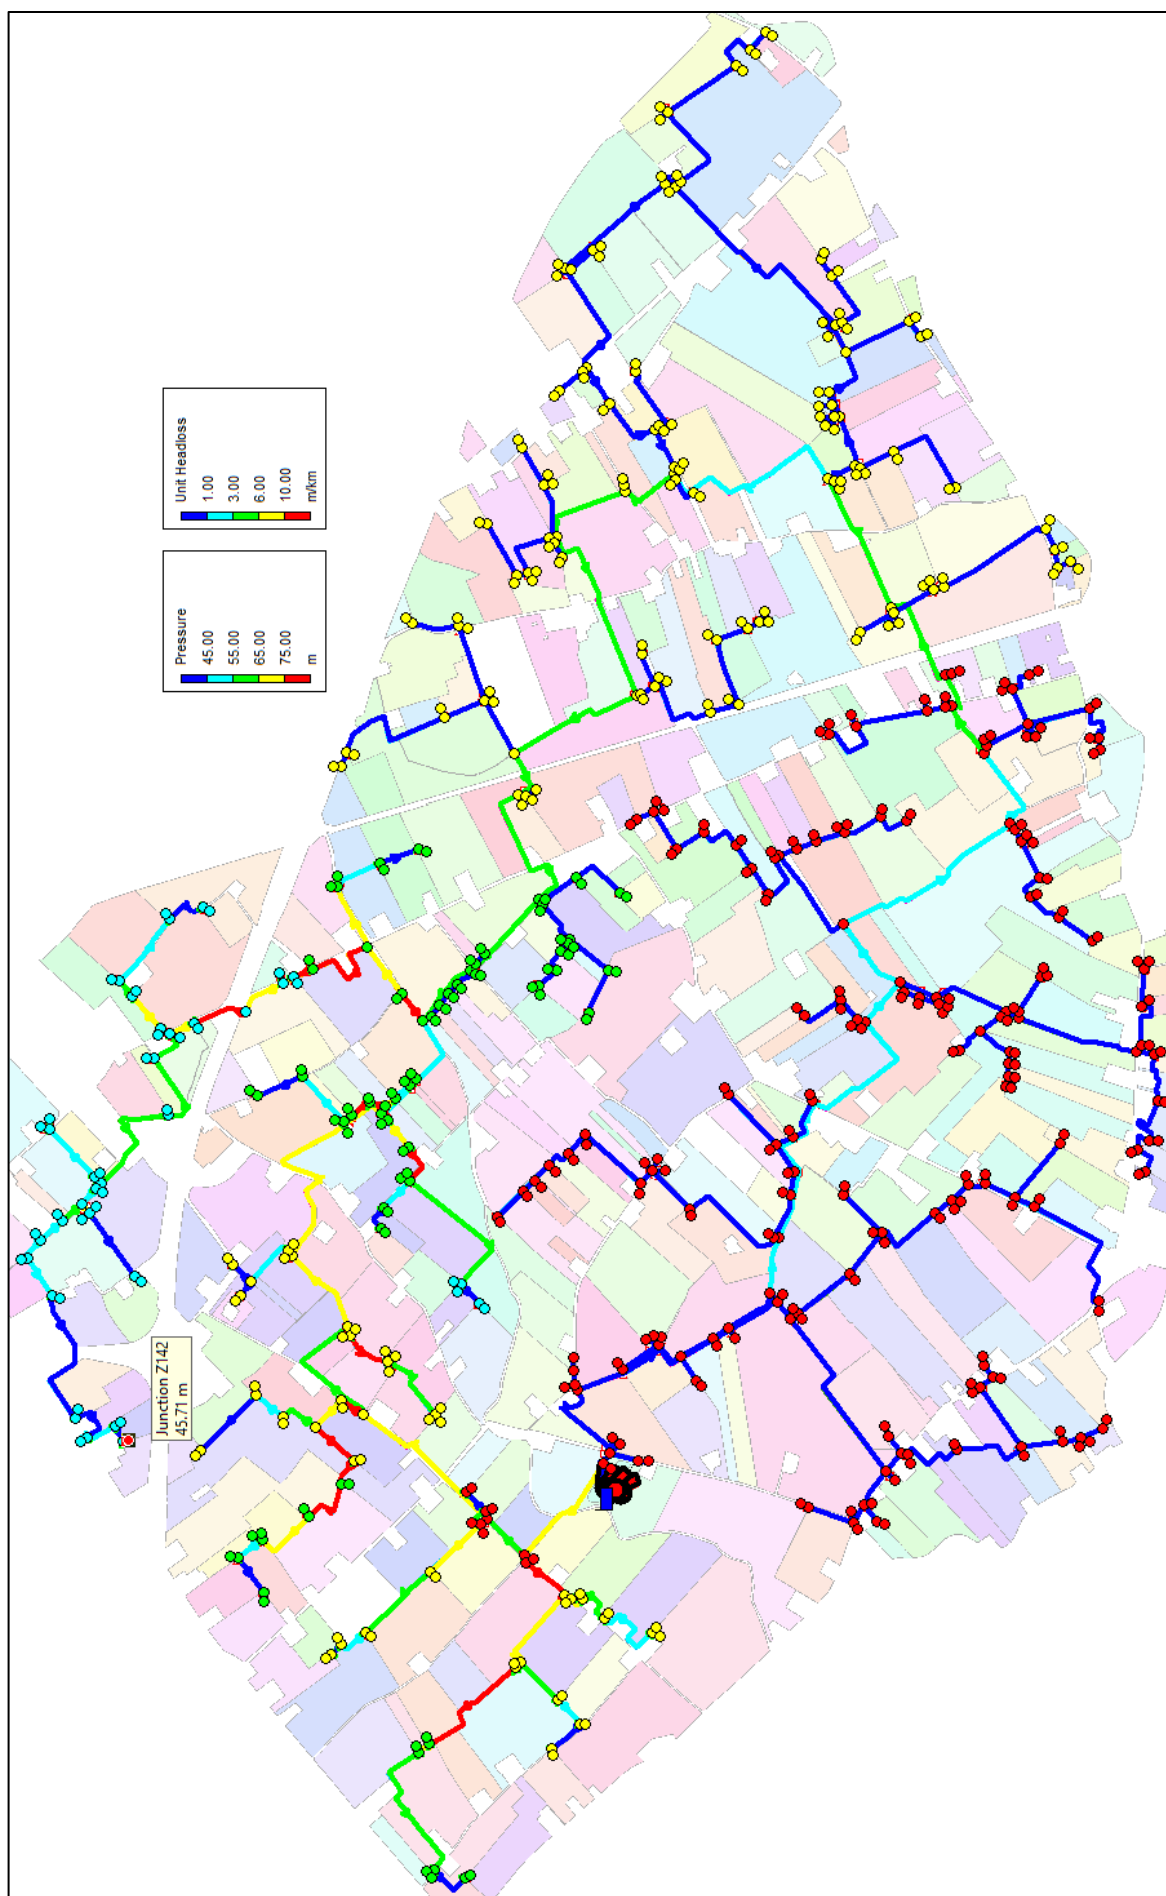 Unit Headloss
1.00
3.00
6.00
10.00
m/km
Pressure
45.00
55.00
65.00
75.00
m
Junction Z142
45.71 m